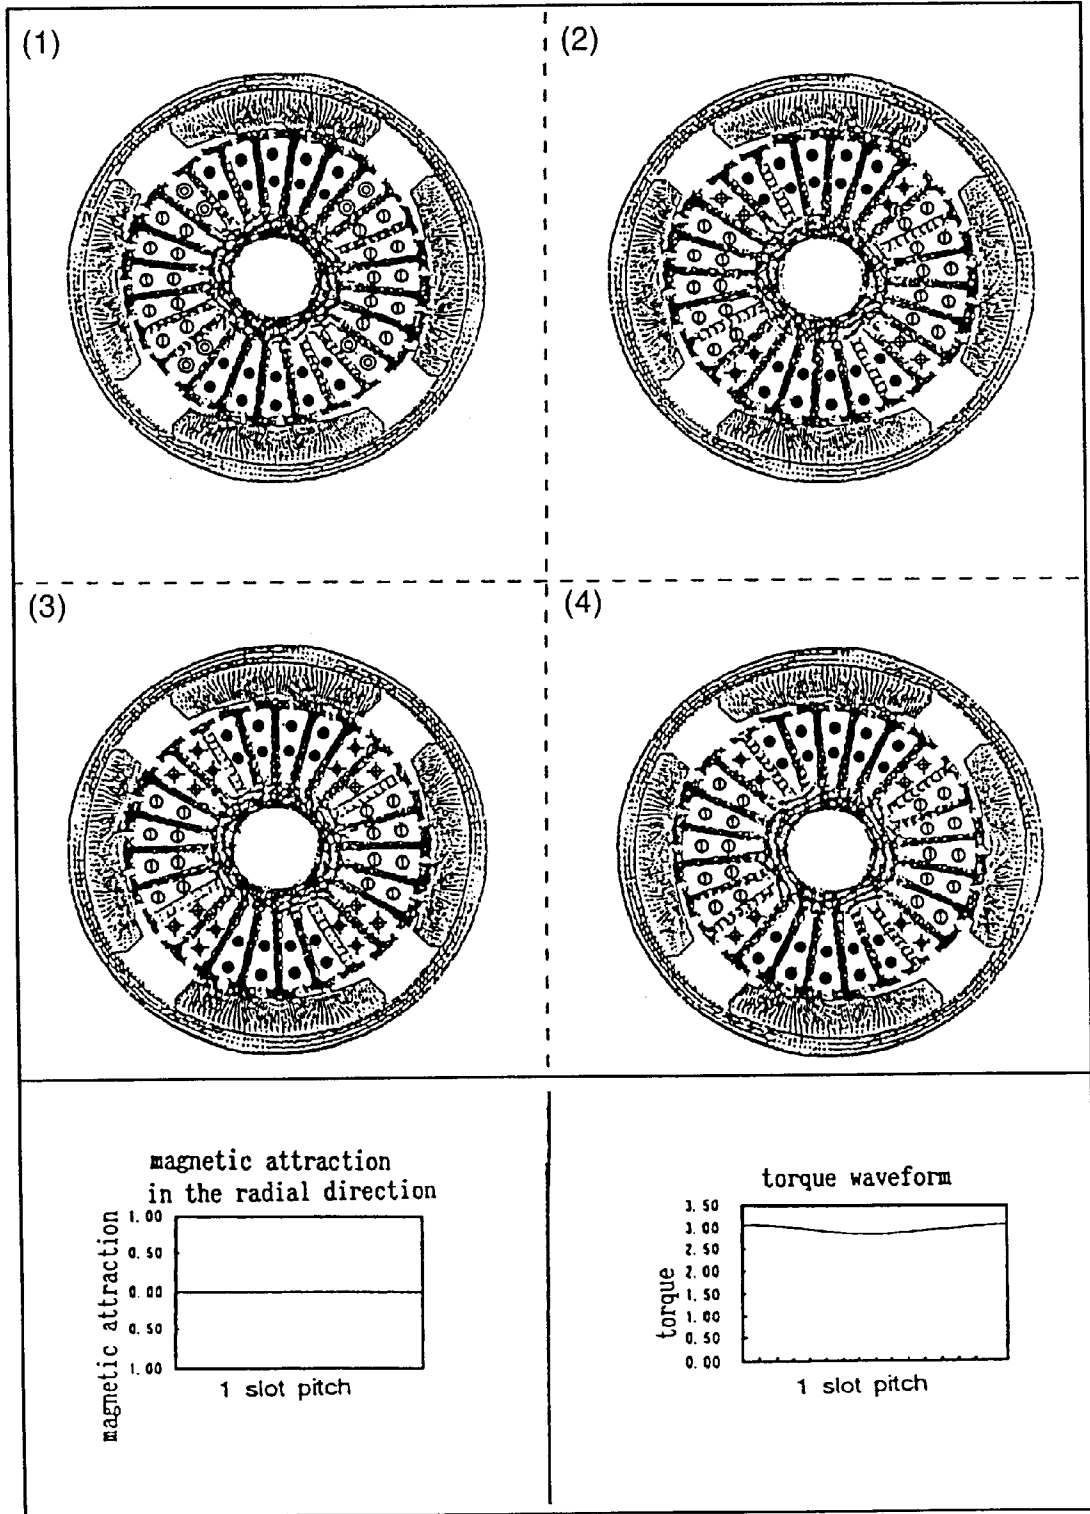 (1)
(2)
(3)
(4)
magnetic attraction
in the radial direction
magnetic attraction
1.00
0.50
0.00
0.50
1.00
1 slot pitch
torque waveform
torque
3.50
3.00
2.50
2.00
1.50
1.00
0.50
0.00
1 slot pitch